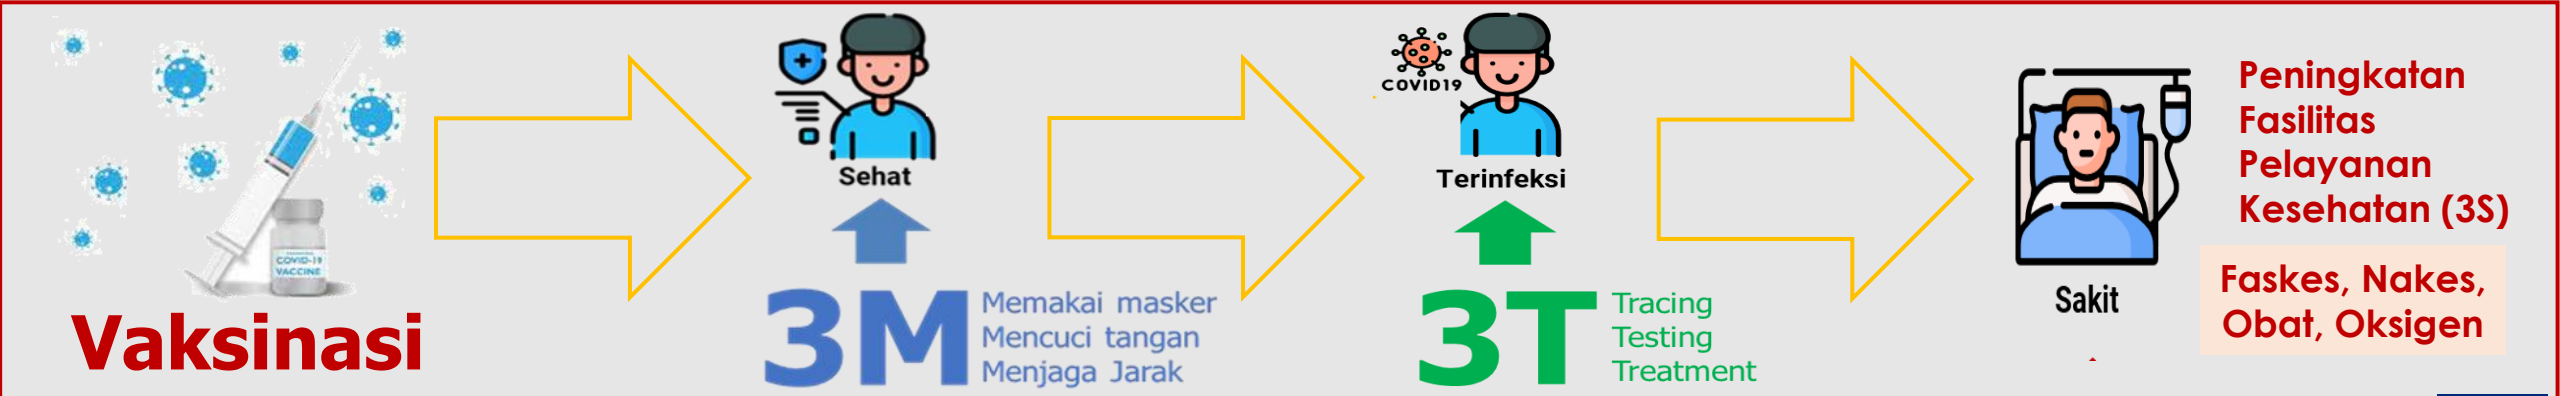 COVID-19
VACCINE
Vaksinasi
Sehat
3M
Memakai masker
Mencuci tangan
Menjaga Jarak
COVID19
Terinfeksi
3T
Tracing
Testing
Treatment
Sakit
Peningkatan
Fasilitas
Pelayanan
Kesehatan (3S)
Faskes, Nakes,
Obat, Oksigen